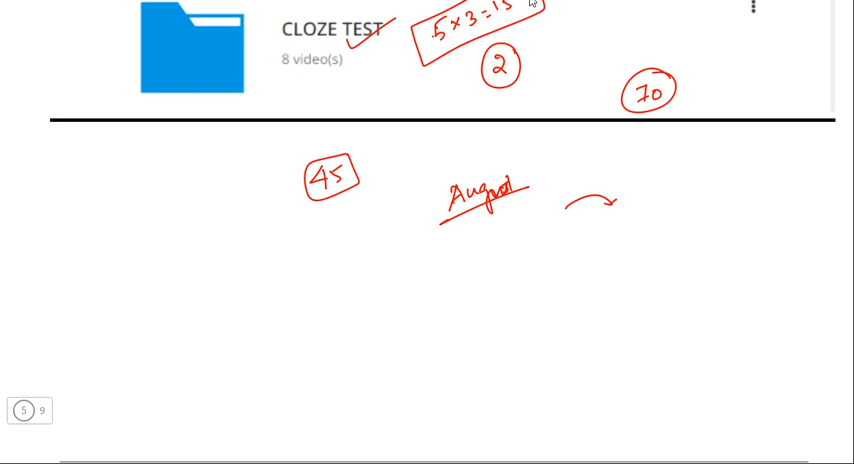 CLOZE TEST
5 x 3 = 15
8 video(s)
2
70
45
August
5 9